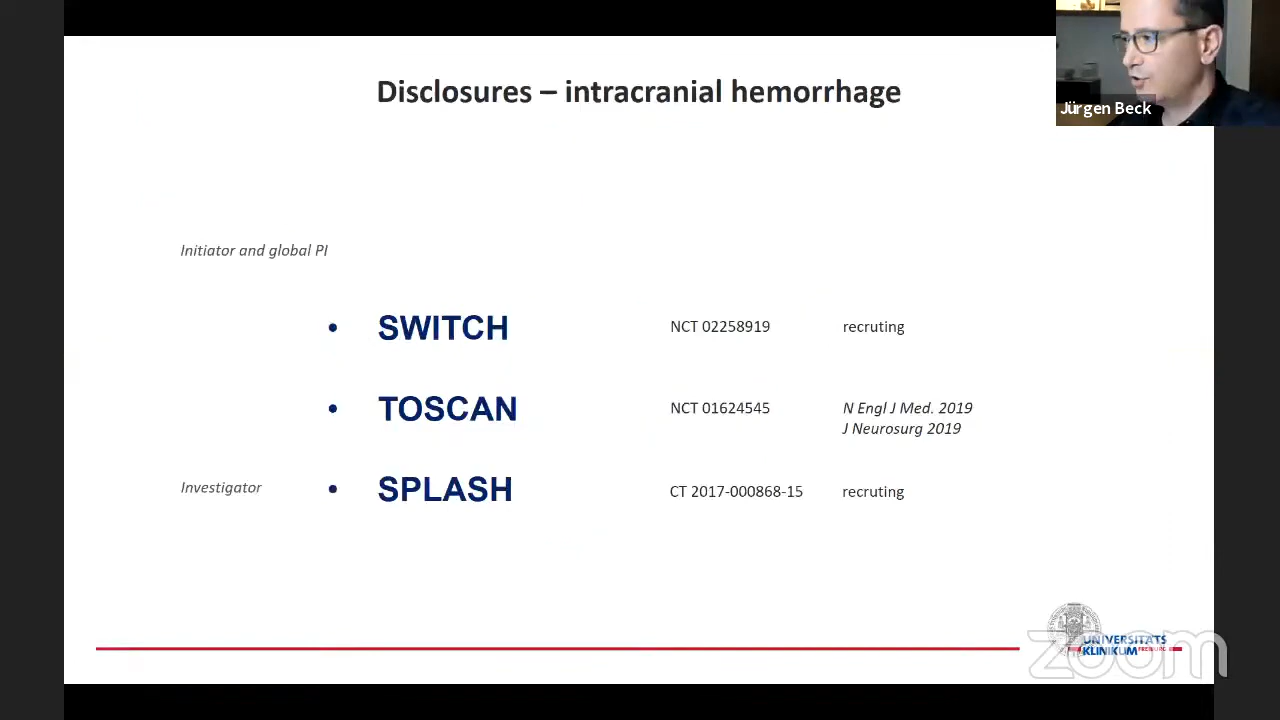 Disclosures – intracranial hemorrhage
Jürgen Beck
Initiator and global PI
• SWITCH NCT 02258919 recruting
• TOSCAN NCT 01624545 N Engl J Med. 2019
J Neurosurg 2019
Investigator • SPLASH CT 2017-000868-15 recruting
UNIVERSITÄTS
KLINIKUM FREIBURG
zoom